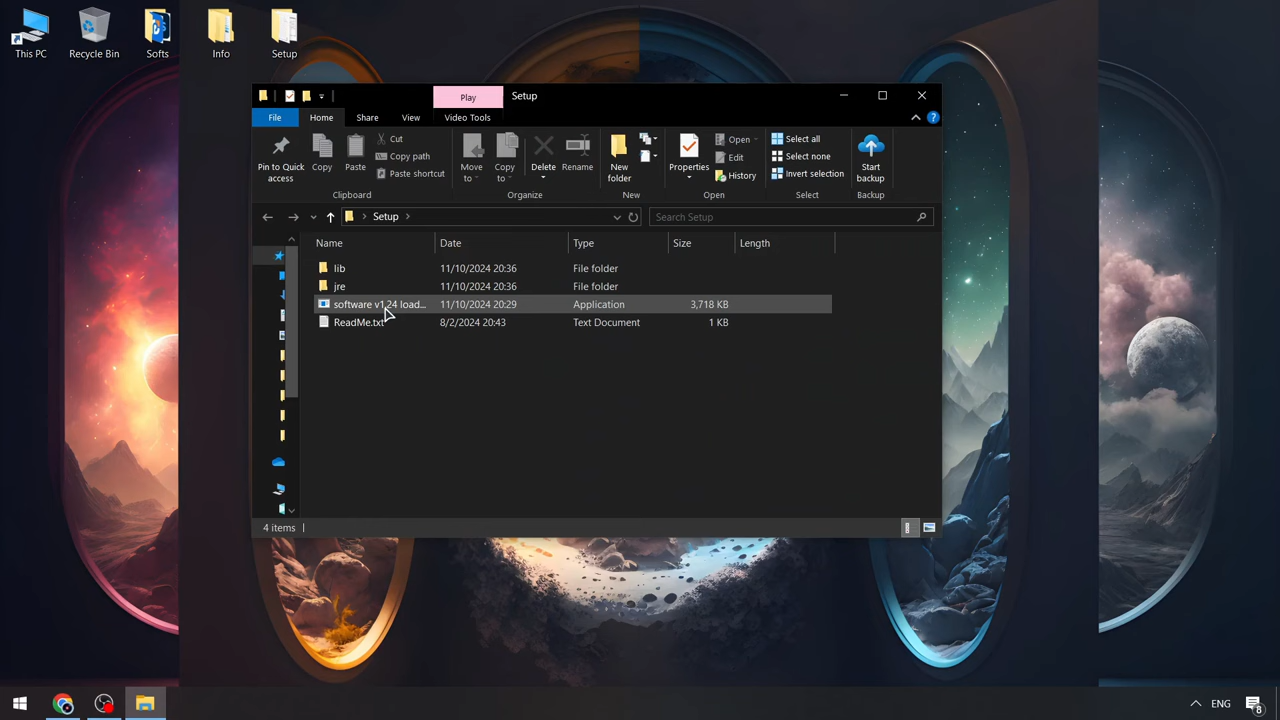 This PC
Recycle Bin
Softs
Info
Setup
Play
Setup
File
Home
Share
View
Video Tools
Pin to Quick access
Copy
Paste
Cut
Copy path
Paste shortcut
Clipboard
Move to
Copy to
Delete
Rename
Organize
New folder
New
Properties
Open
Edit
History
Open
Select all
Select none
Invert selection
Select
Start backup
Backup
Setup
Search Setup
Name Date Type Size Length
lib 11/10/2024 20:36 File folder
jre 11/10/2024 20:36 File folder
software v1.24 load... 11/10/2024 20:29 Application 3,718 KB
ReadMe.txt 8/2/2024 20:43 Text Document 1 KB
4 items
ENG
8